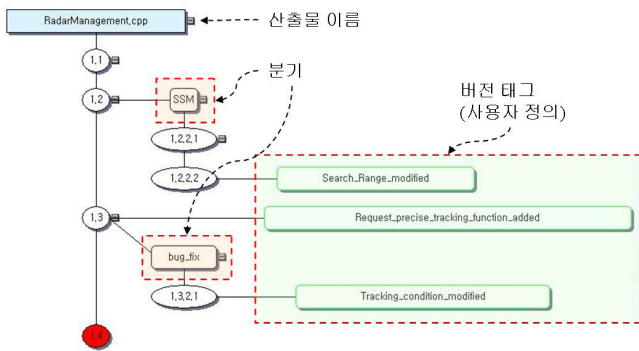 RadarManagement,cpp
산출물 이름
1,1
분기
1,2
SSM
버전 태그
(사용자 정의)
1,2,2,1
1,2,2,2
Search_Range_modified
1,3
Request_precise_tracking_function_added
bug_fix
1,3,2,1
Tracking_condition_modified
1,4